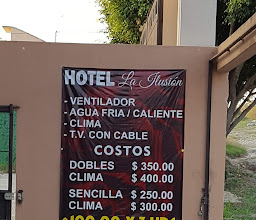 HOTEL La Ilusión
- VENTILADOR
- AGUA FRIA / CALIENTE
- CLIMA
- T.V. CON CABLE
COSTOS
DOBLES $ 350.00
CLIMA $ 400.00
SENCILLA $ 250.00
CLIMA $ 300.00